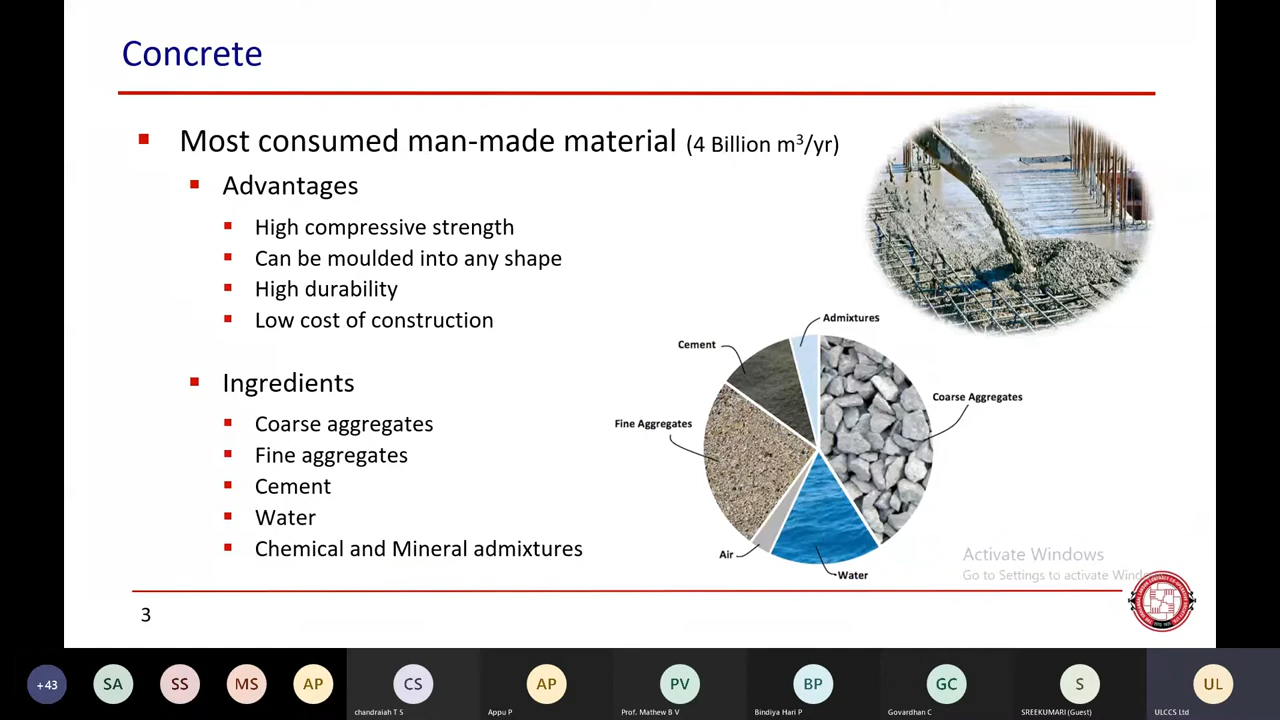 Concrete
Most consumed man-made material (4 Billion m³/yr)
Advantages
High compressive strength
Can be moulded into any shape
High durability
Low cost of construction
Ingredients
Coarse aggregates
Fine aggregates
Cement
Water
Chemical and Mineral admixtures
Admixtures
Cement
Coarse Aggregates
Fine Aggregates
Air
Water
Activate Windows
Go to Settings to activate
3
+43
SA
SS
MS
AP
CS
AP
PV
BP
GC
S
UL
chandraiah T S
Appu P
Prof. Mathew B V
Bindiya Hari P
Govardhan C
SREEKUMARI (Guest)
ULCCS Ltd